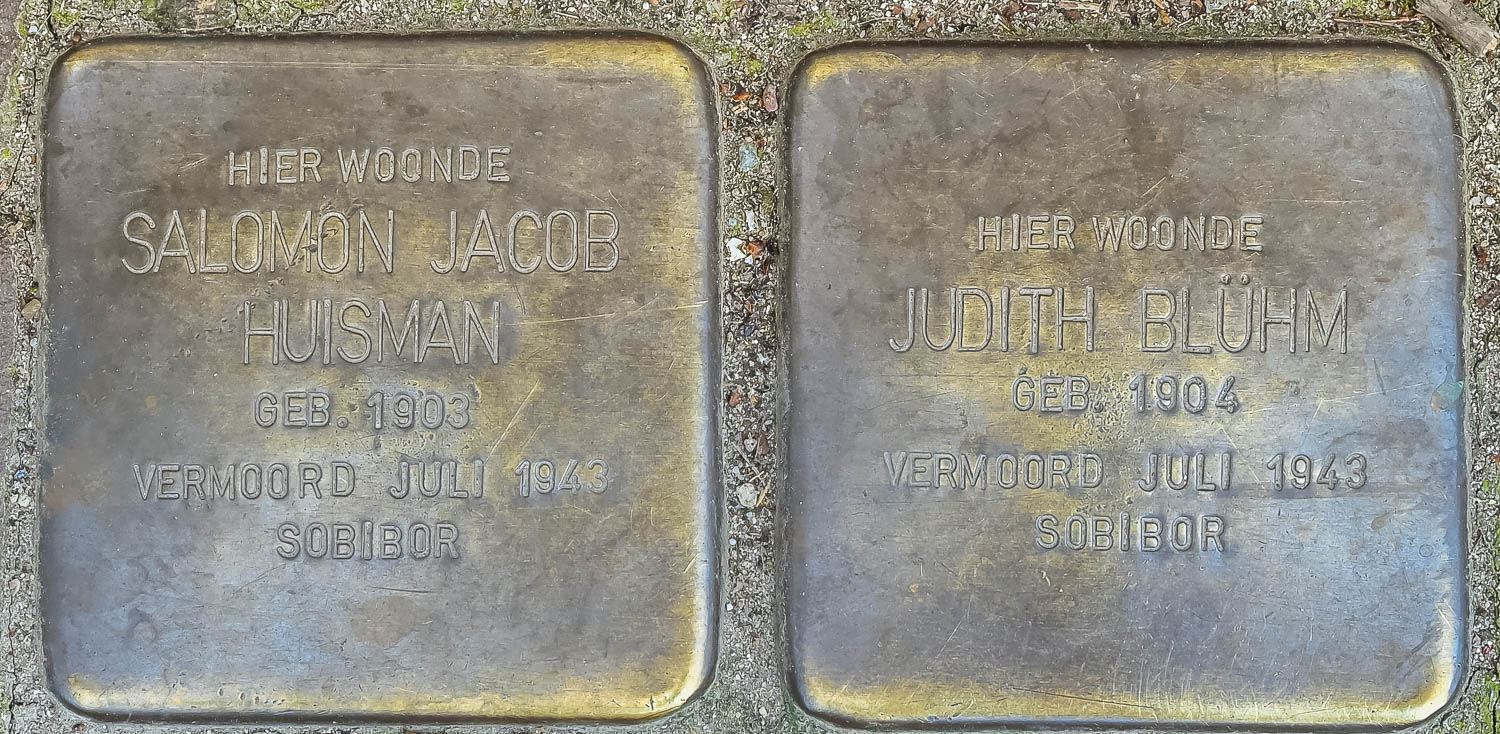 HIER WOONDE
SALOMON JACOB
HUISMAN
GEB. 1903
VERMOORD JULI 1943
SOBIBOR
HIER WOONDE
JUDITH BLÜHM
GEB. 1904
VERMOORD JULI 1943
SOBIBOR